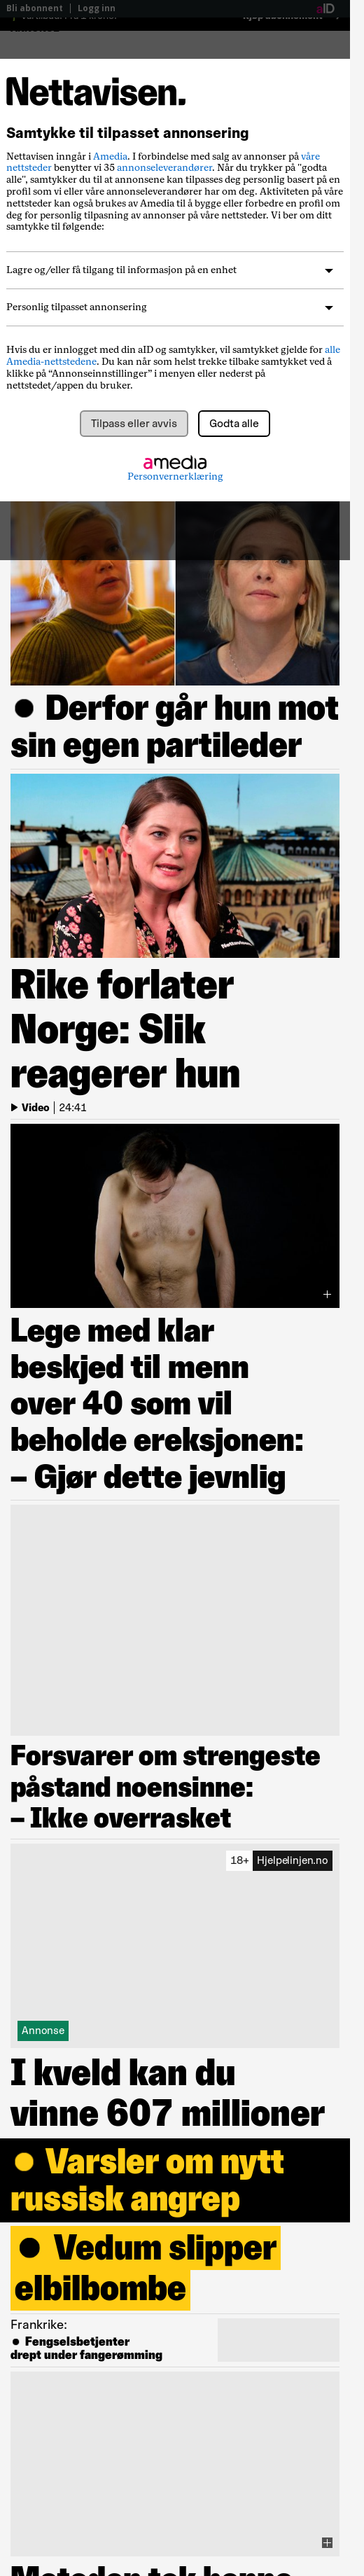 Bli abonnent | Logg inn
aID
Nettavisen.
Samtykke til tilpasset annonsering
Nettavisen inngår i Amedia. I forbindelse med salg av annonser på våre
nettsteder benytter vi 35 annonseleverandører. Når du trykker på "godta
alle", samtykker du til at annonsene kan tilpasses deg personlig basert på en
profil som vi eller våre annonseleverandører har om deg. Aktiviteten på våre
nettsteder kan også brukes av Amedia til å bygge eller forbedre en profil om
deg for personlig tilpasning av annonser på våre nettsteder. Vi ber om ditt
samtykke til følgende:
Lagre og/eller få tilgang til informasjon på en enhet
Personlig tilpasset annonsering
Hvis du er innlogget med din aID og samtykker, vil samtykket gjelde for alle
Amedia-nettstedene. Du kan når som helst trekke tilbake samtykket ved å
klikke på “Annonseinnstillinger” i menyen eller nederst på
nettstedet/appen du bruker.
Tilpass eller avvis Godta alle
amedia
Personvernerklæring
Derfor går hun mot
sin egen partileder
Rike forlater
Norge: Slik
reagerer hun
Video | 24:41
Lege med klar
beskjed til menn
over 40 som vil
beholde ereksjonen:
– Gjør dette jevnlig
Forsvarer om strengeste
påstand noensinne:
– Ikke overrasket
18+ Hjelpelinjen.no
Annonse
I kveld kan du
vinne 607 millioner
Varsler om nytt
russisk angrep
Vedum slipper
elbilbombe
Frankrike:
Fengselsbetjenter
drept under fangerømming